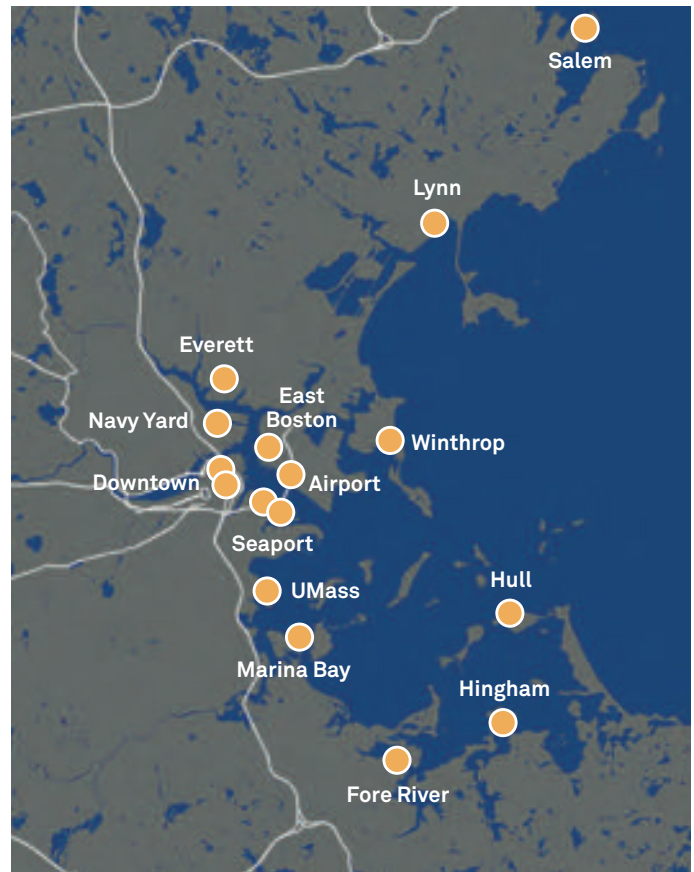 Salem
Lynn
Everett
East
Boston
Navy Yard
Winthrop
Downtown
Airport
Seaport
UMass
Hull
Marina Bay
Hingham
Fore River